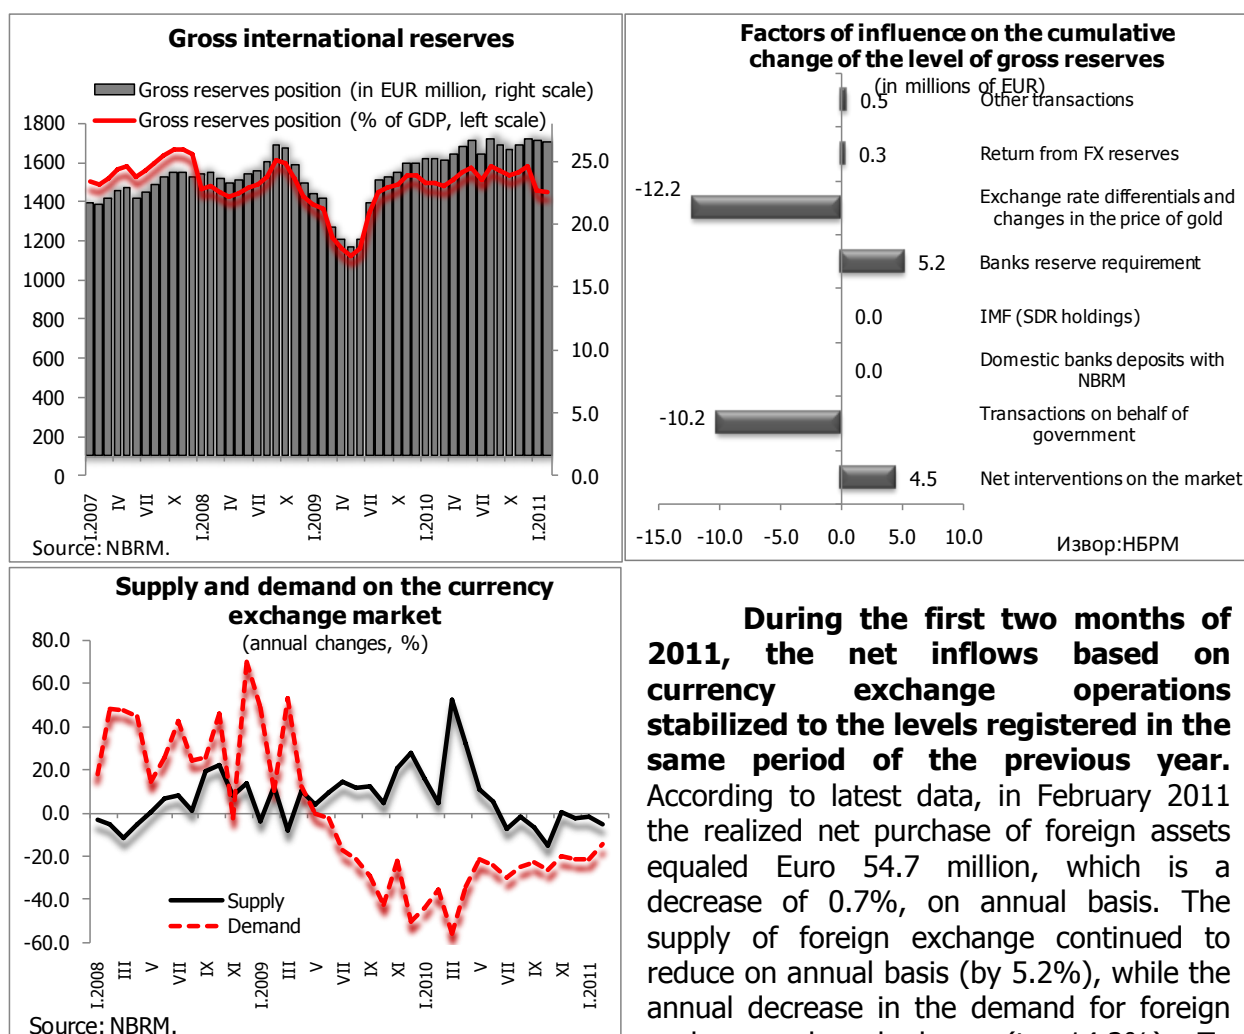 Gross international reserves
Gross reserves position (in EUR million, right scale)
Gross reserves position (% of GDP, left scale)
1800
1600
1400
1200
1000
800
600
400
200
0
25.0
20.0
15.0
10.0
5.0
0.0
I.2007
IV
VII
X
I.2008
IV
VII
X
I.2009
IV
VII
X
I.2010
IV
VII
X
I.2011
Source: NBRM.
Factors of influence on the cumulative
change of the level of gross reserves
(in millions of EUR)
0.5 Other transactions
0.3 Return from FX reserves
-12.2 Exchange rate differentials and
changes in the price of gold
5.2 Banks reserve requirement
0.0 IMF (SDR holdings)
0.0 Domestic banks deposits with
NBRM
-10.2 Transactions on behalf of
government
4.5 Net interventions on the market
-15.0 -10.0 -5.0 0.0 5.0 10.0
Извор:НБРМ
Supply and demand on the currency
exchange market
(annual changes, %)
80.0
60.0
40.0
20.0
0.0
-20.0
-40.0
-60.0
Supply
Demand
I.2008
III
V
VII
IX
XI
I.2009
III
V
VII
IX
XI
I.2010
III
V
VII
IX
XI
I.2011
Source: NBRM.
During the first two months of
2011, the net inflows based on
currency exchange operations
stabilized to the levels registered in the
same period of the previous year.
According to latest data, in February 2011
the realized net purchase of foreign assets
equaled Euro 54.7 million, which is a
decrease of 0.7%, on annual basis. The
supply of foreign exchange continued to
reduce on annual basis (by 5.2%), while the
annual decrease in the demand for foreign